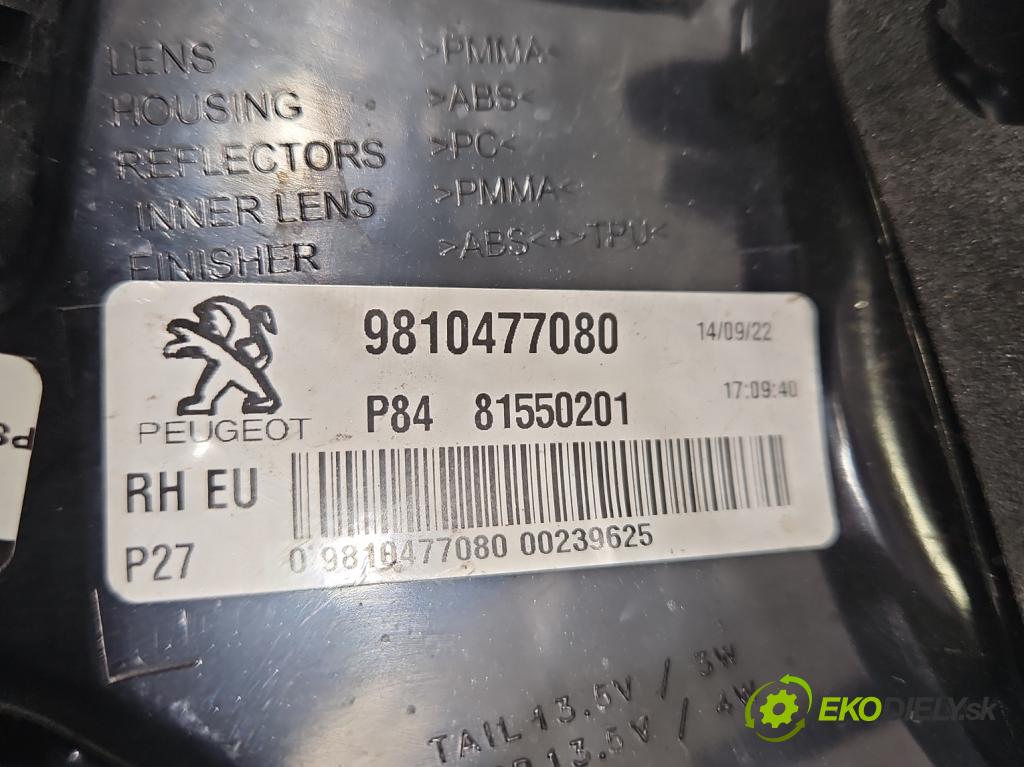 LENS >PMMA<
HOUSING >ABS<
REFLECTORS >PC<
INNER LENS >PMMA<
FINISHER >ABS<+>TPU<
9810477080 14/09/22
P84 81550201 17:09:40
PEUGEOT
RH EU
P27 0 9810477080 00239625
TAIL 13.5V / 3W
13.5V / 4W
EKODIELY.sk